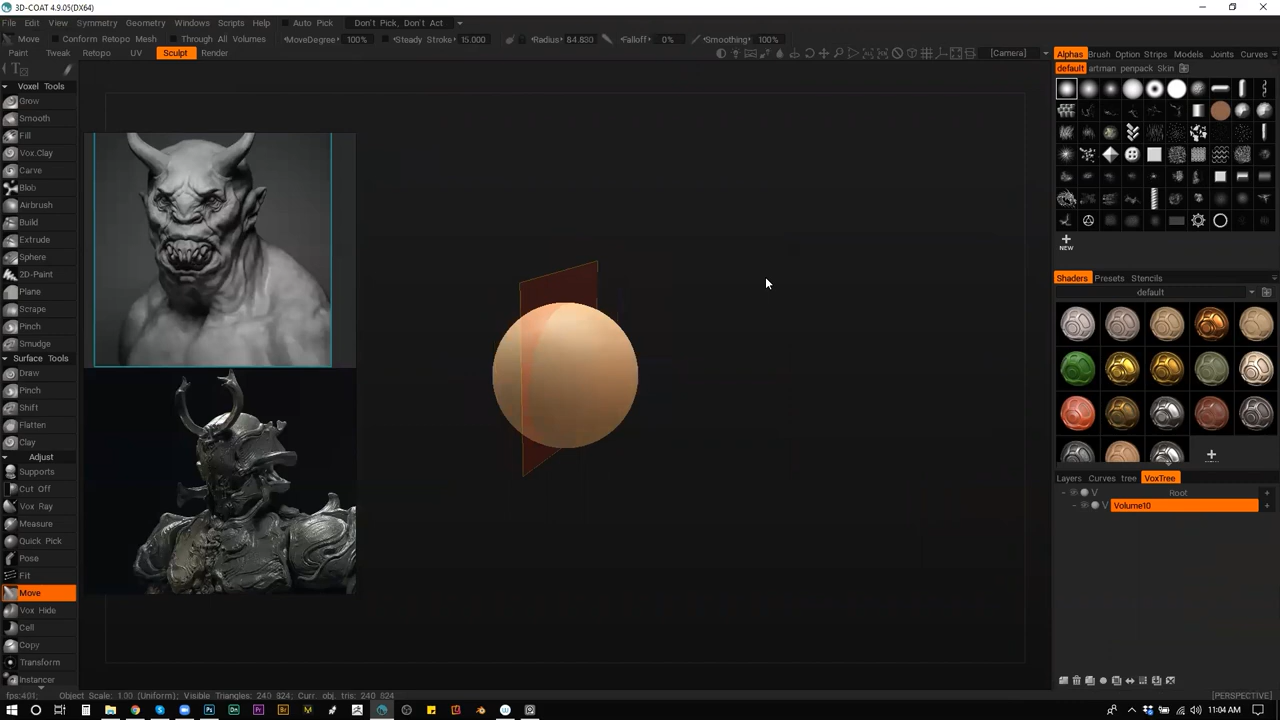 3D-COAT 4.9.05(DX64)
File Edit View Symmetry Geometry Windows Scripts Help Auto Pick Don't Pick, Don't Act
Move Conform Retopo Mesh Through All Volumes MoveDegree 100% Steady Stroke 15.000 Radius 84.830 Falloff 0% Smoothing 100%
Paint Tweak Retopo UV Sculpt Render [Camera]
Alphas Brush Option Strips Models Joints Curves
default artman penpack Skin
Voxel Tools
Grow
Smooth
Fill
Vox.Clay
Carve
Blob
Airbrush
Build
Extrude
Sphere
2D-Paint
Plane
Scrape
Pinch
Smudge
Surface Tools
Draw
Pinch
Shift
Flatten
Clay
Adjust
Supports
Cut Off
Vox Ray
Measure
Quick Pick
Pose
Fit
Move
Vox Hide
Cell
Copy
Transform
Instancer
NEW
Shaders Presets Stencils
default
Layers Curves tree VoxTree
V Root
V Volume10
fps:401, Object Scale: 1.00 (Uniform); Visible Triangles: 240 824; Curr. obj. tris: 240 824; [PERSPECTIVE]
11:04 AM